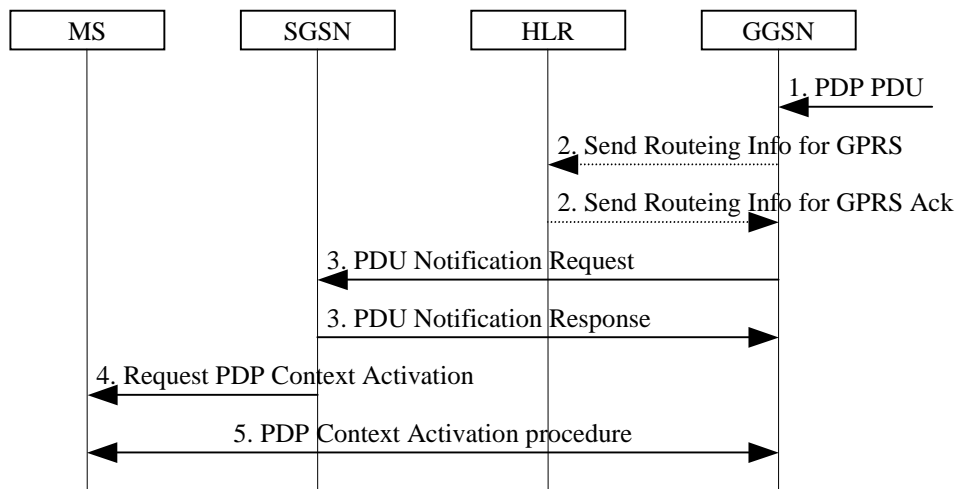 MS
SGSN
HLR
GGSN
1. PDP PDU
2. Send Routeing Info for GPRS
2. Send Routeing Info for GPRS Ack
3. PDU Notification Request
3. PDU Notification Response
4. Request PDP Context Activation
5. PDP Context Activation procedure